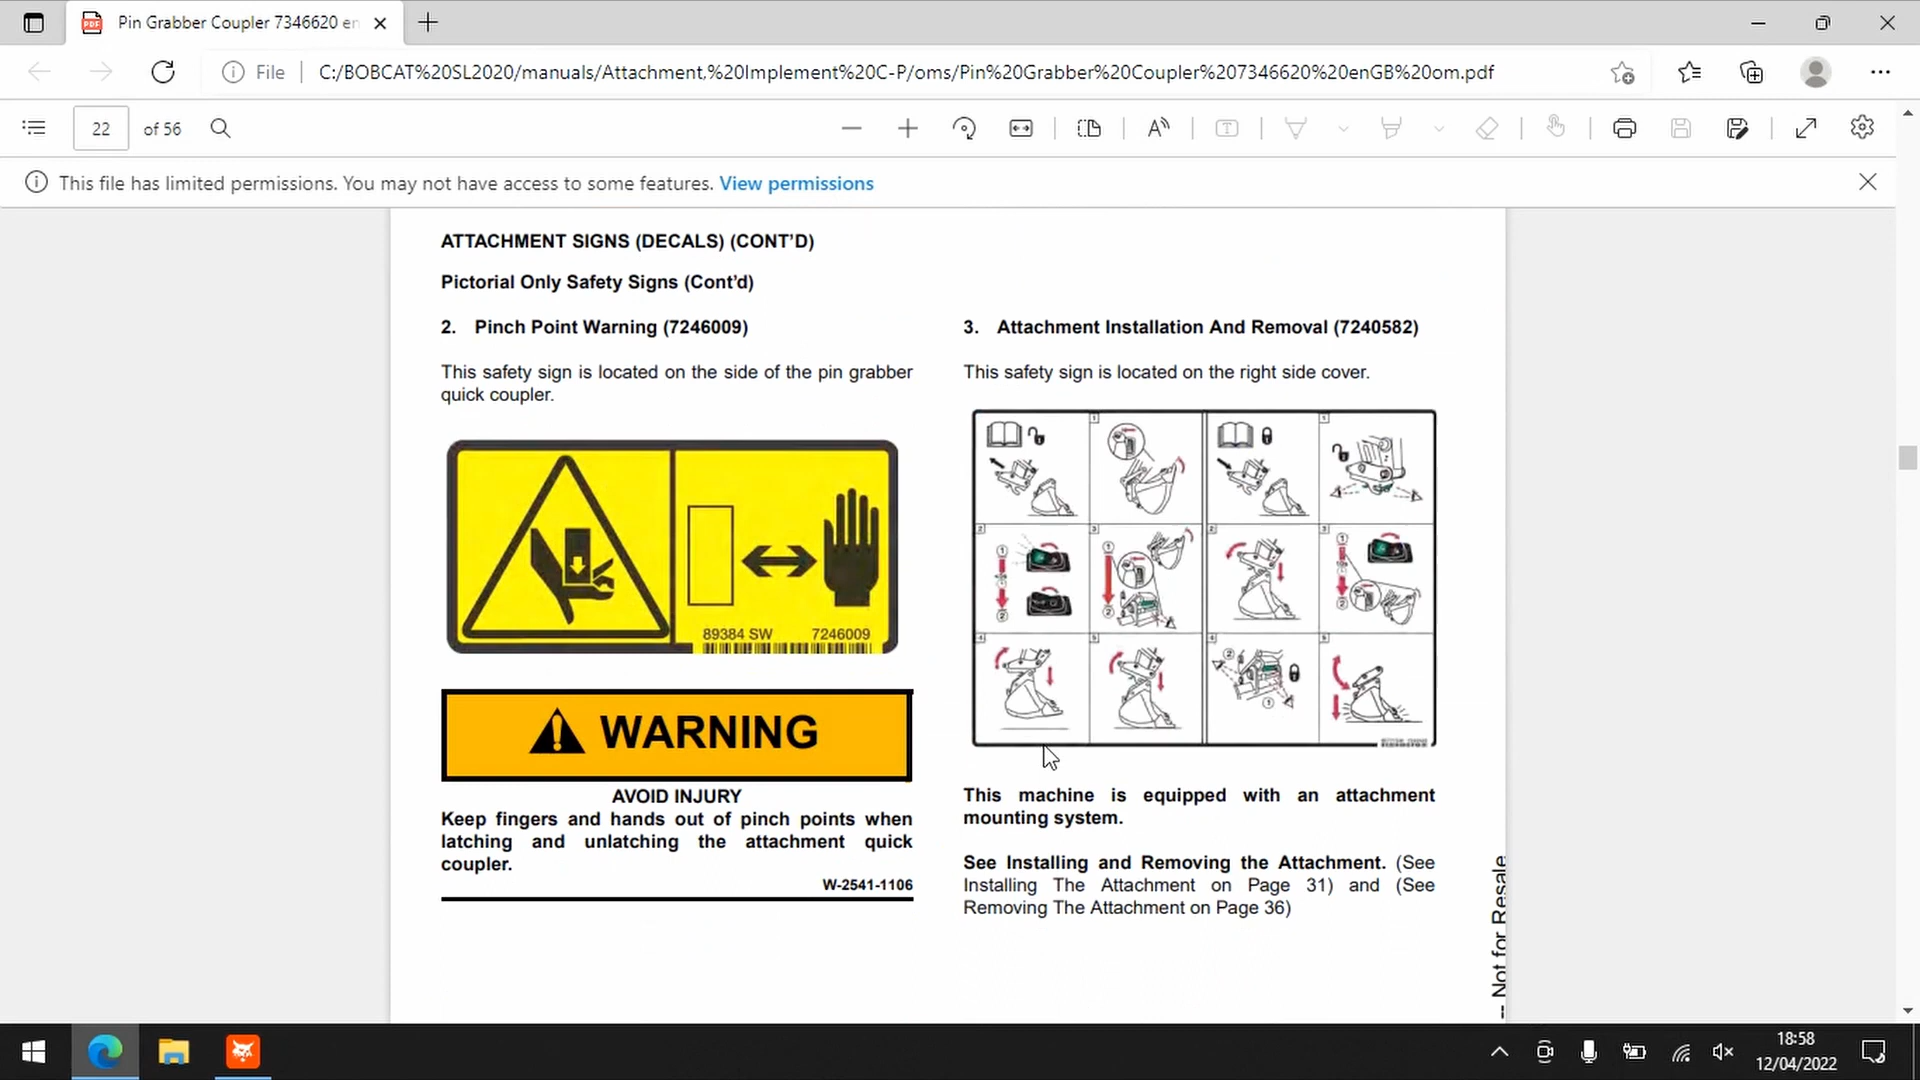 Pin Grabber Coupler 7346620 en
File
C:/BOBCAT%20SL2020/manuals/Attachment,%20Implement%20C-P/oms/Pin%20Grabber%20Coupler%207346620%20enGB%20om.pdf
22 of 56
This file has limited permissions. You may not have access to some features. View permissions
ATTACHMENT SIGNS (DECALS) (CONT'D)
Pictorial Only Safety Signs (Cont'd)
2. Pinch Point Warning (7246009)
This safety sign is located on the side of the pin grabber
quick coupler.
89384 SW 7246009
WARNING
AVOID INJURY
Keep fingers and hands out of pinch points when
latching and unlatching the attachment quick
coupler.
W-2541-1106
3. Attachment Installation And Removal (7240582)
This safety sign is located on the right side cover.
This machine is equipped with an attachment
mounting system.
See Installing and Removing the Attachment. (See
Installing The Attachment on Page 31) and (See
Removing The Attachment on Page 36)
-- Not for Resale
18:58
12/04/2022